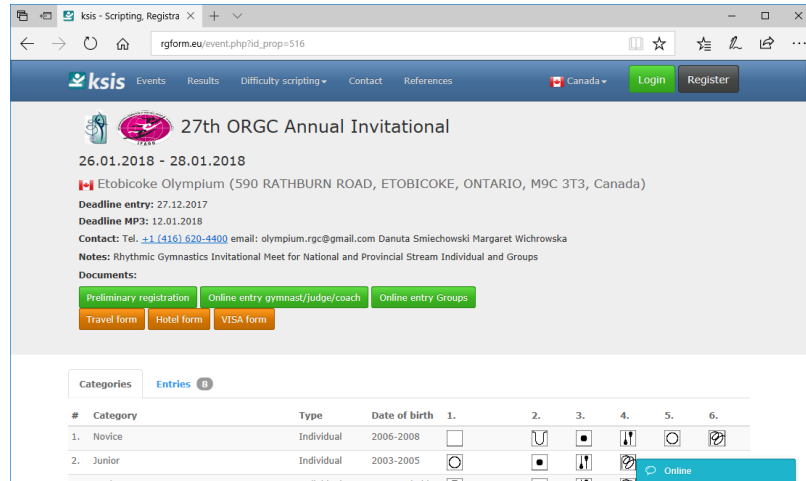 ksis - Scripting, Registra
rgform.eu/event.php?id_prop=516
ksis Events Results Difficulty scripting Contact References Canada Login Register
27th ORGC Annual Invitational
26.01.2018 - 28.01.2018
Etobicoke Olympium (590 RATHBURN ROAD, ETOBICOKE, ONTARIO, M9C 3T3, Canada)
Deadline entry: 27.12.2017
Deadline MP3: 12.01.2018
Contact: Tel. +1 (416) 620-4400 email: olympium.rgc@gmail.com Danuta Smiechowski Margaret Wichrowska
Notes: Rhythmic Gymnastics Invitational Meet for National and Provincial Stream Individual and Groups
Documents:
Preliminary registration Online entry gymnast/judge/coach Online entry Groups
Travel form Hotel form VISA form
Categories Entries 8
# Category Type Date of birth 1. 2. 3. 4. 5. 6.
1. Novice Individual 2006-2008
2. Junior Individual 2003-2005
Online